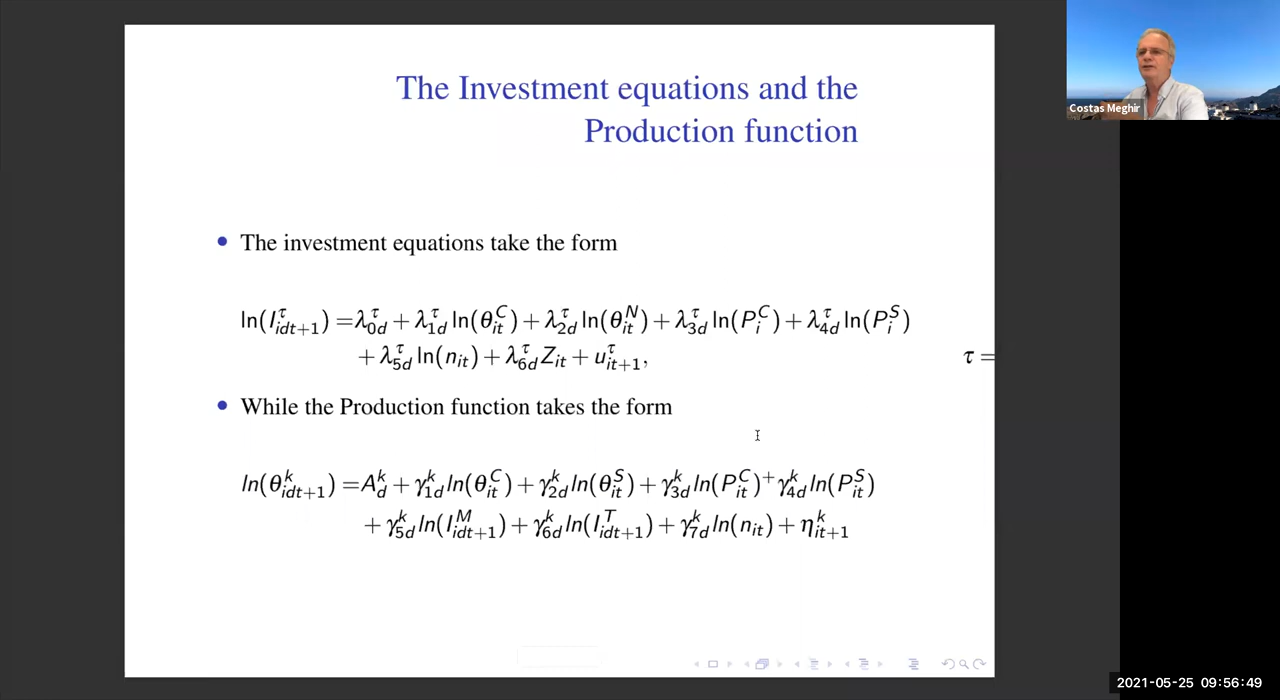 The Investment equations and the
Production function
• The investment equations take the form
ln(I^τ_{idt+1}) =λ^τ_{0d} + λ^τ_{1d} ln(θ^C_{it}) + λ^τ_{2d} ln(θ^N_{it}) + λ^τ_{3d} ln(P^C_i) + λ^τ_{4d} ln(P^S_i)
+ λ^τ_{5d} ln(n_{it}) + λ^τ_{6d} Z_{it} + u^τ_{it+1}, τ =
• While the Production function takes the form
ln(θ^k_{idt+1}) =A^k_d + γ^k_{1d} ln(θ^C_{it}) + γ^k_{2d} ln(θ^S_{it}) + γ^k_{3d} ln(P^C_{it})^+ γ^k_{4d} ln(P^S_{it})
+ γ^k_{5d} ln(I^M_{idt+1}) + γ^k_{6d} ln(I^T_{idt+1}) + γ^k_{7d} ln(n_{it}) + η^k_{it+1}
Costas Meghir
2021-05-25 09:56:49